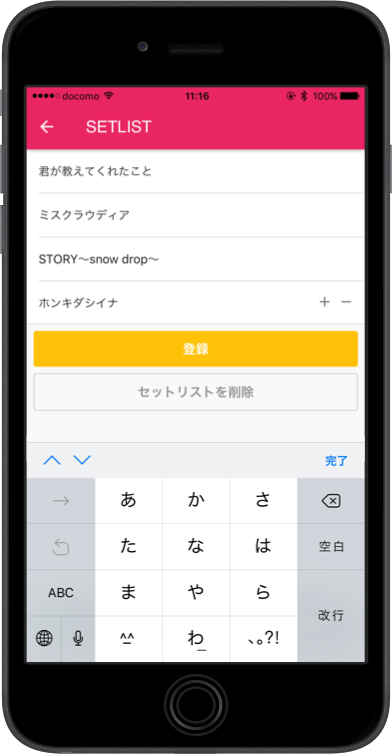 docomo 11:16 100%
SETLIST
君が教えてくれたこと
ミスクラウディア
STORY〜snow drop〜
ホンキダシイナ + −
登録
セットリストを削除
完了
→ あ か さ
た な は 空白
ABC ま や ら 改行
^^ わ_ 、。?!